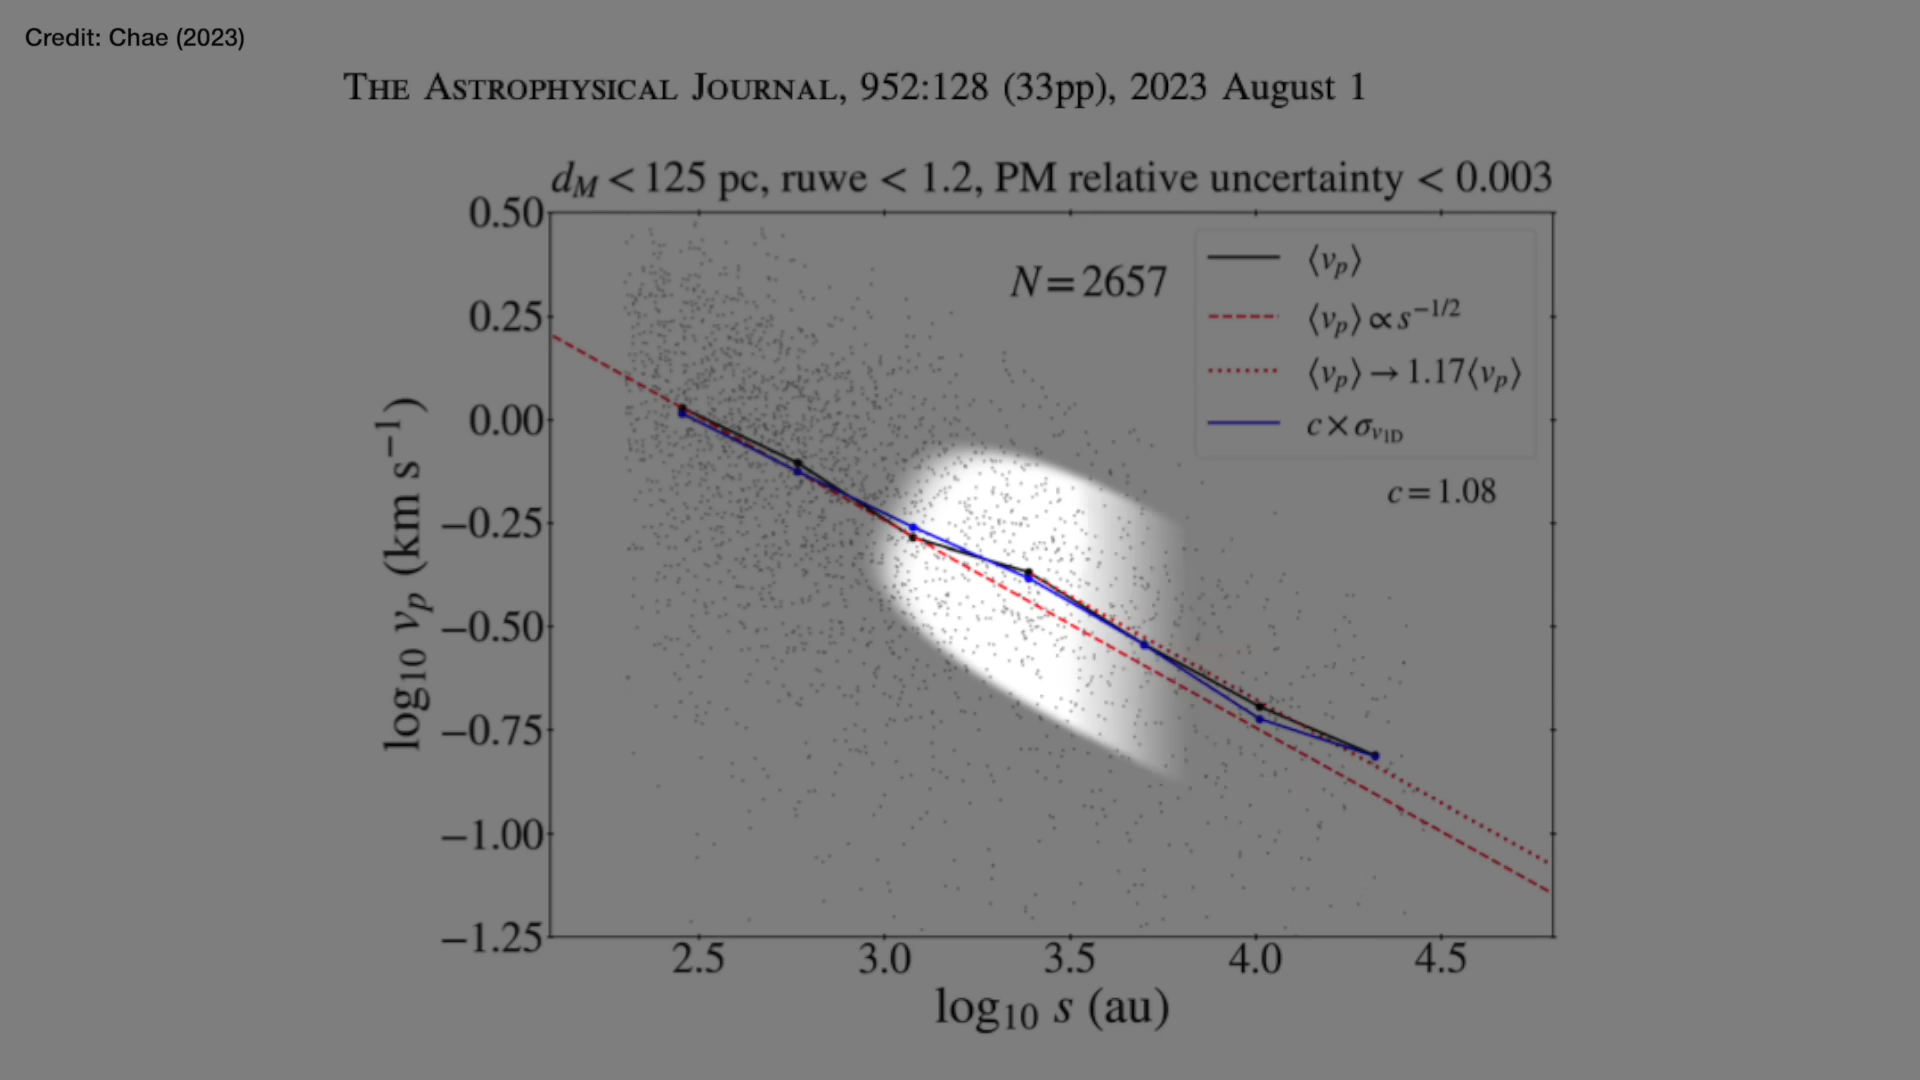 Credit: Chae (2023)
THE ASTROPHYSICAL JOURNAL, 952:128 (33pp), 2023 August 1
d_M < 125 pc, ruwe < 1.2, PM relative uncertainty < 0.003
0.50
0.25
0.00
−0.25
−0.50
−0.75
−1.00
−1.25
log₁₀ v_p (km s⁻¹)
N = 2657
⟨v_p⟩
⟨v_p⟩ ∝ s^{−1/2}
⟨v_p⟩ → 1.17⟨v_p⟩
c × σ_{v_{1D}}
c = 1.08
2.5 3.0 3.5 4.0 4.5
log₁₀ s (au)